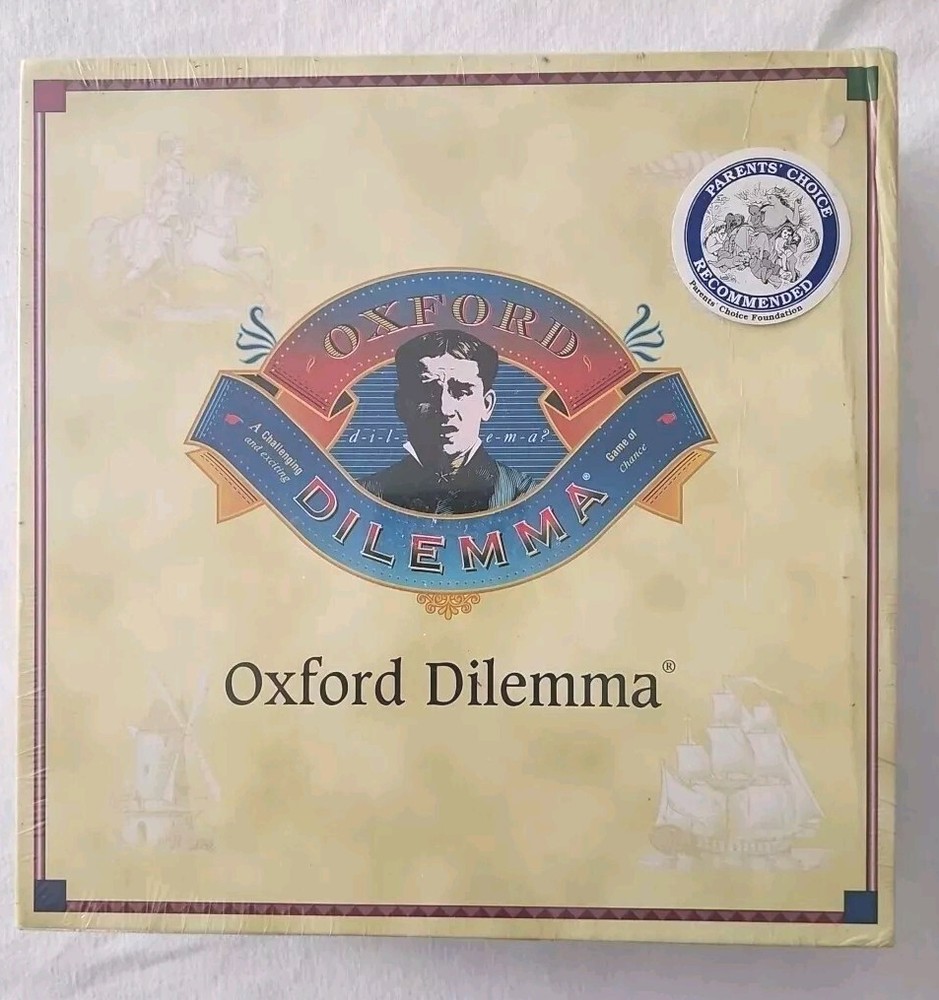 PARENTS' CHOICE
RECOMMENDED
Parents' Choice Foundation
OXFORD
d-i-l- e-m-a?
A Challenging
and exciting
Game of
chance
DILEMMA®
Oxford Dilemma®